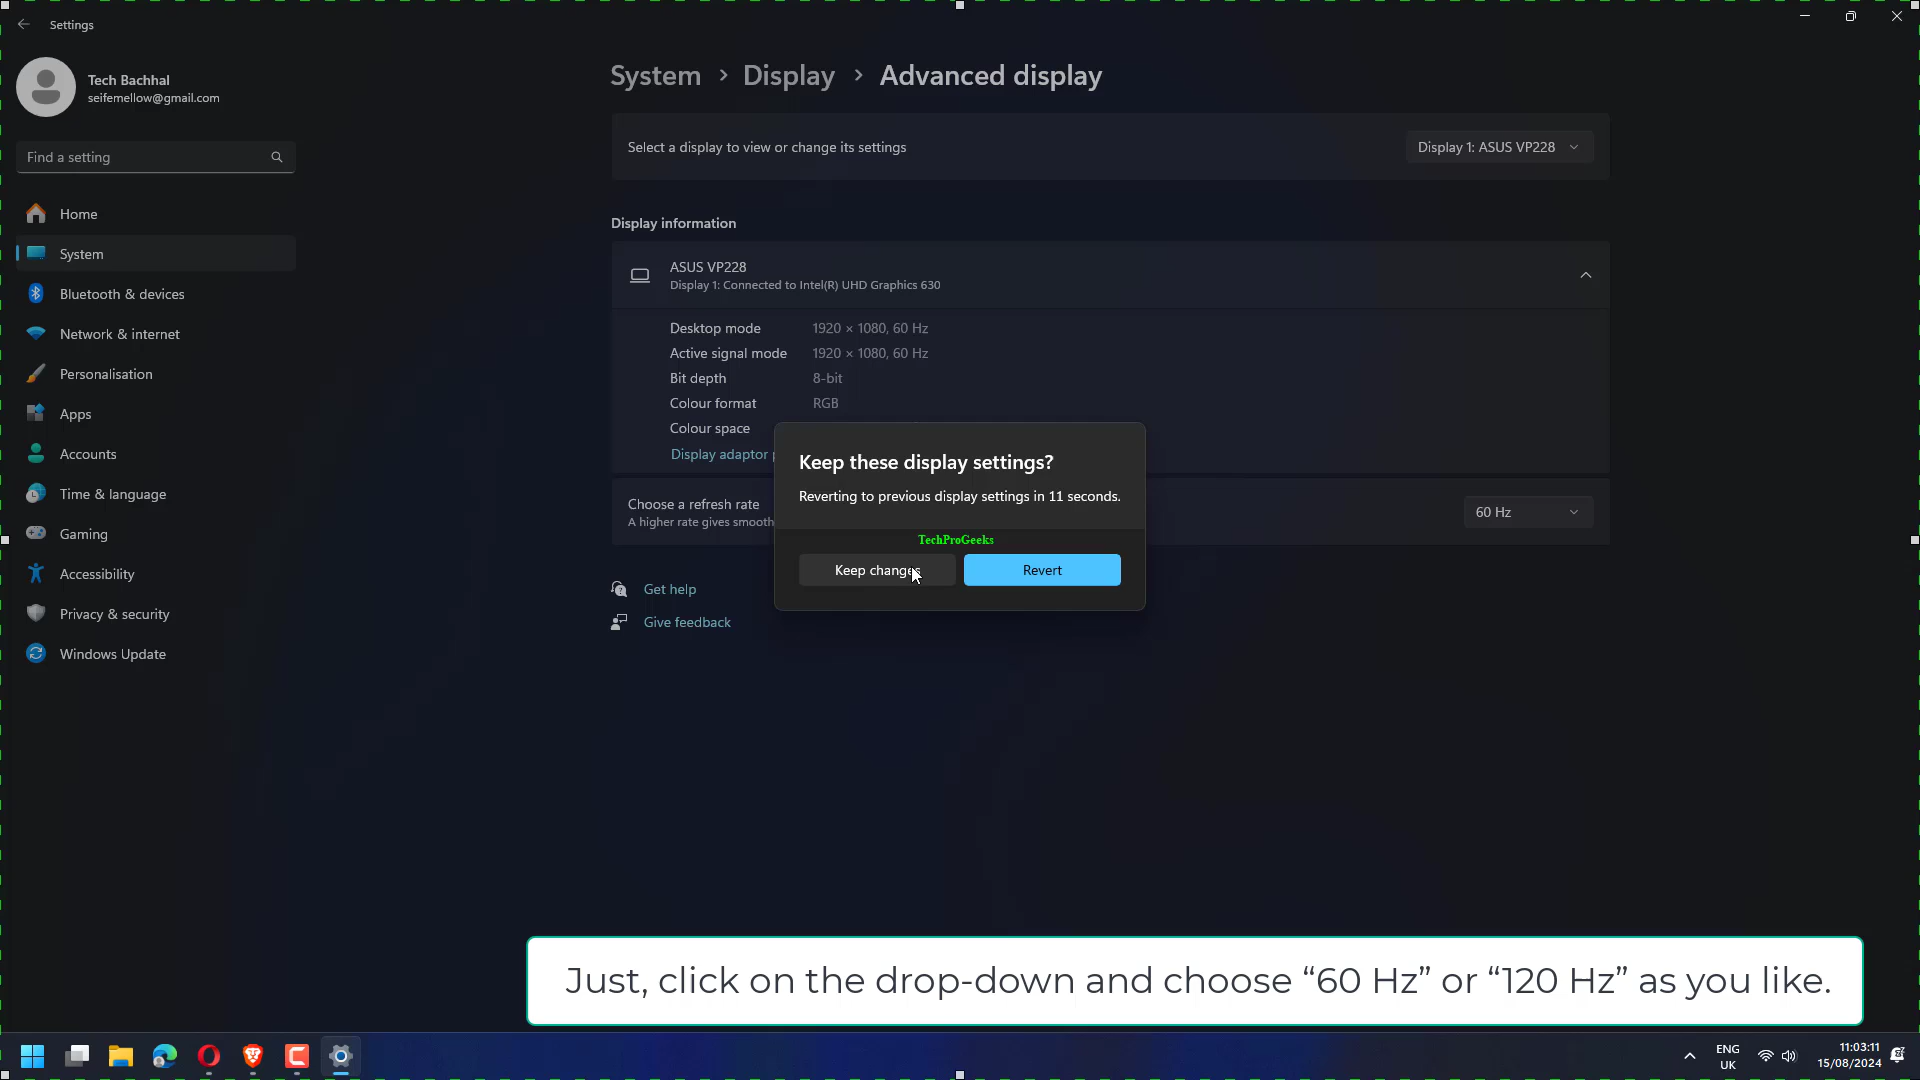 Settings
Tech Bachhal
seifemellow@gmail.com
Find a setting
Home
System
Bluetooth & devices
Network & internet
Personalisation
Apps
Accounts
Time & language
Gaming
Accessibility
Privacy & security
Windows Update
System > Display > Advanced display
Select a display to view or change its settings
Display 1: ASUS VP228
Display information
ASUS VP228
Display 1: Connected to Intel(R) UHD Graphics 630
Desktop mode 1920 × 1080, 60 Hz
Active signal mode 1920 × 1080, 60 Hz
Bit depth 8-bit
Colour format RGB
Colour space
Display adaptor
Choose a refresh rate
A higher rate gives smooth
60 Hz
Get help
Give feedback
Keep these display settings?
Reverting to previous display settings in 11 seconds.
TechProGeeks
Keep changes
Revert
Just, click on the drop-down and choose “60 Hz” or “120 Hz” as you like.
ENG
UK
11:03:11
15/08/2024